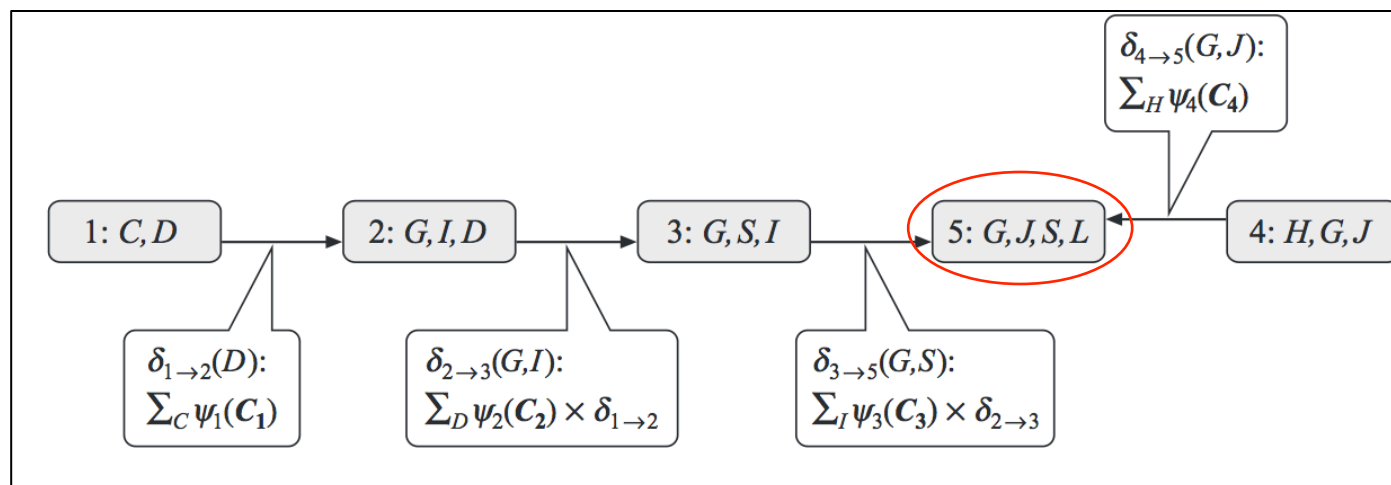 δ4→5(G,J):
∑H ψ4(C4)
1: C,D
2: G,I,D
3: G,S,I
5: G,J,S,L
4: H,G,J
δ1→2(D):
∑C ψ1(C1)
δ2→3(G,I):
∑D ψ2(C2) × δ1→2
δ3→5(G,S):
∑I ψ3(C3) × δ2→3